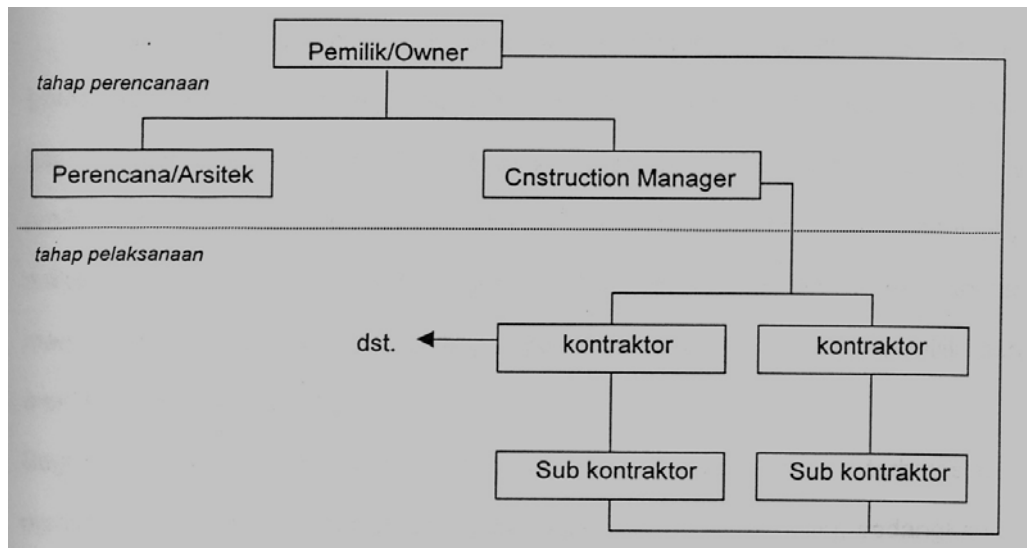 Pemilik/Owner
tahap perencanaan
Perencana/Arsitek
Cnstruction Manager
tahap pelaksanaan
dst.
kontraktor
kontraktor
Sub kontraktor
Sub kontraktor